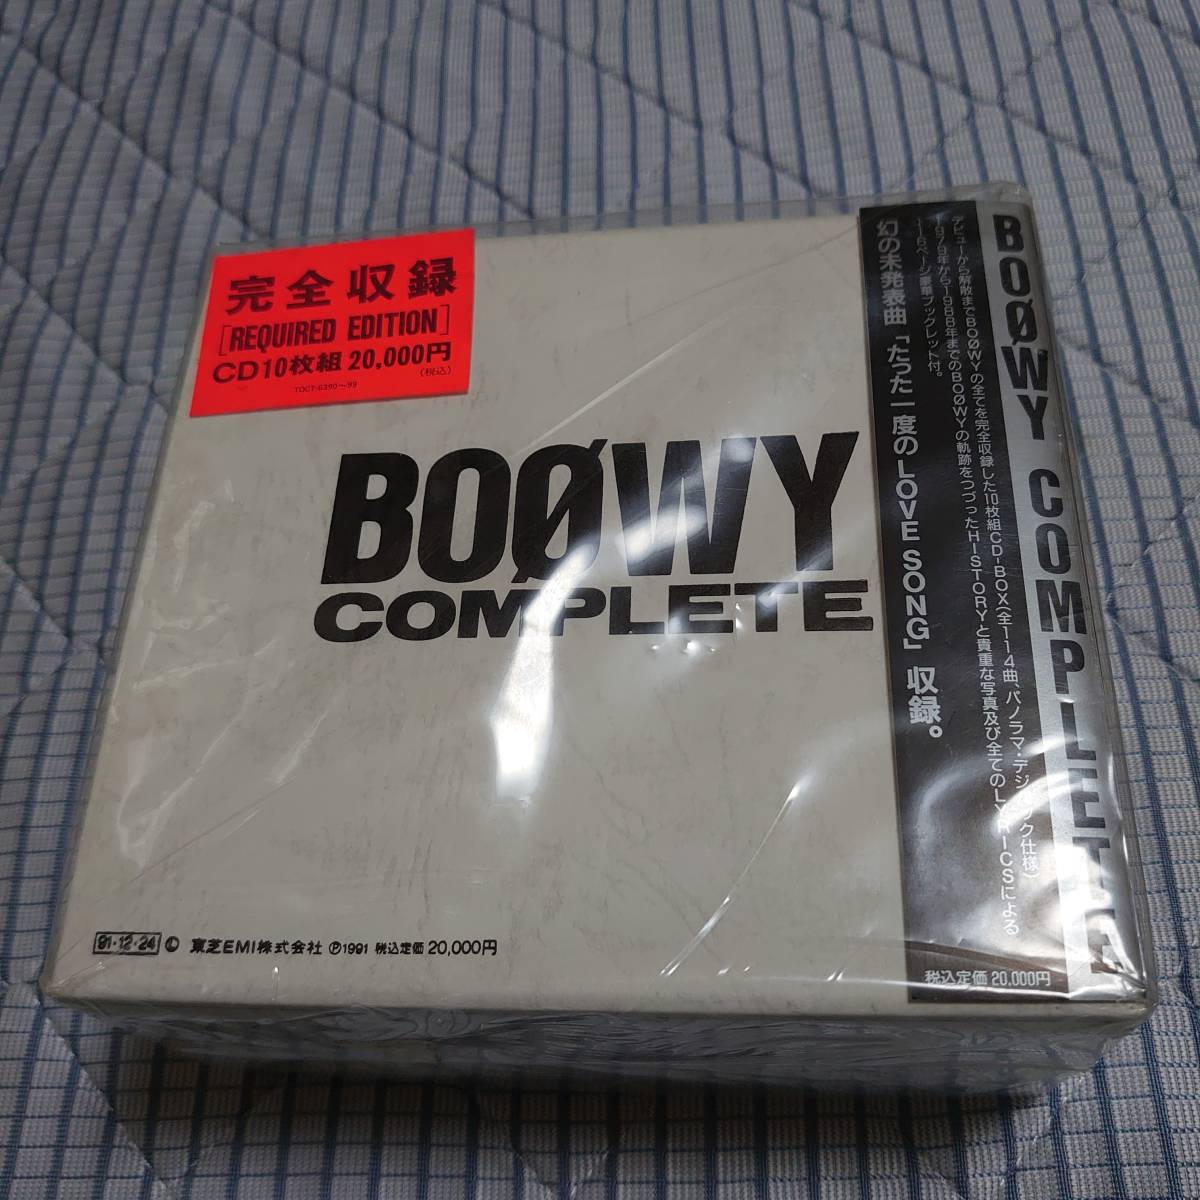 完全収録
[REQUIRED EDITION]
CD10枚組 20,000円
(税込)
TOCT-6390〜99
BOØWY
COMPLETE
91・12・24 Ⓛ 東芝EMI株式会社 Ⓟ1991 税込定価 20,000円
BOØWY COMPLETE
デビューから解散までBOØWYの全てを完全収録した10枚組CD-BOX(全114曲、パノラマ・デジパック仕様)
1979年から1988年までのBOØWYの軌跡をつづったHISTORYと貴重な写真及び全てのLYRICSによる
116ページ豪華ブックレット付。
幻の未発表曲「たった一度のLOVE SONG」収録。
税込定価 20,000円